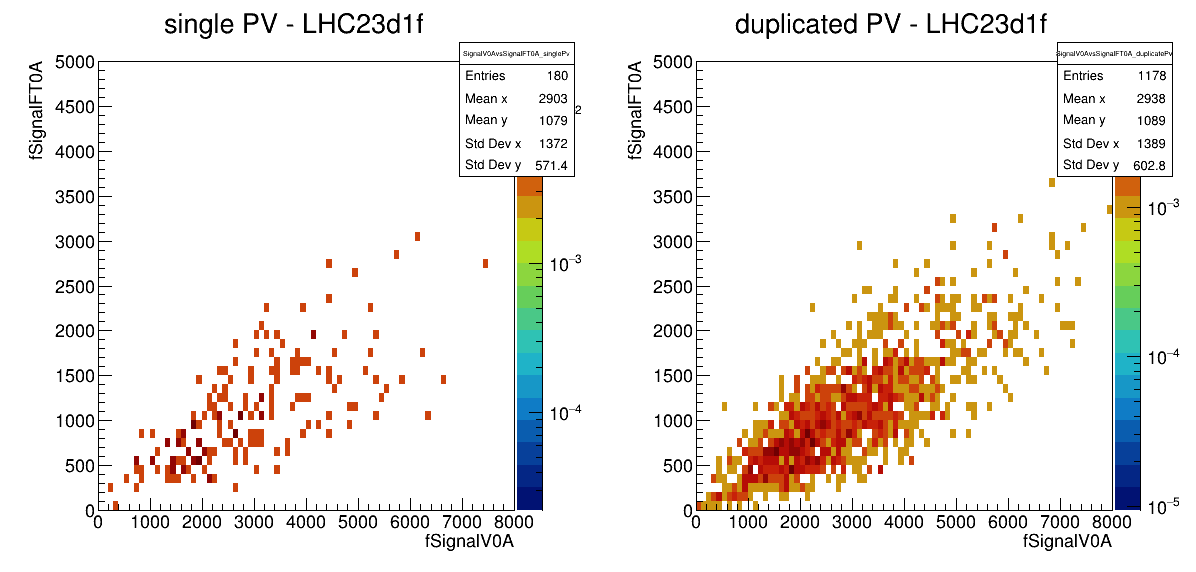 single PV - LHC23d1f
SignalV0AvsSignalFT0A_singlePv
Entries 180
Mean x 2903
Mean y 1079
Std Dev x 1372
Std Dev y 571.4
fSignalFT0A
5000
4500
4000
3500
3000
2500
2000
1500
1000
500
0
0 1000 2000 3000 4000 5000 6000 7000 8000
fSignalV0A
2
10⁻³
10⁻⁴
duplicated PV - LHC23d1f
SignalV0AvsSignalFT0A_duplicatePv
Entries 1178
Mean x 2938
Mean y 1089
Std Dev x 1389
Std Dev y 602.8
fSignalFT0A
5000
4500
4000
3500
3000
2500
2000
1500
1000
500
0
0 1000 2000 3000 4000 5000 6000 7000 8000
fSignalV0A
10⁻³
10⁻⁴
10⁻⁵